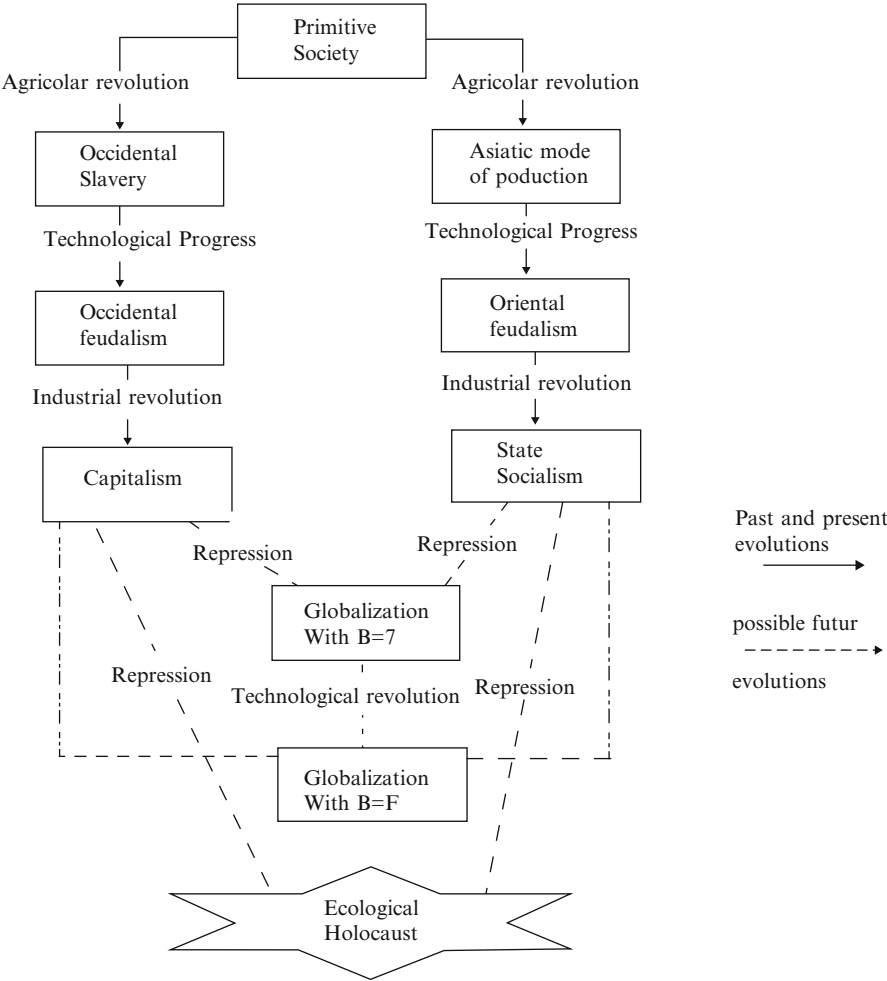 Primitive
Society
Agricolar revolution
Agricolar revolution
Occidental
Slavery
Asiatic mode
of poduction
Technological Progress
Technological Progress
Occidental
feudalism
Oriental
feudalism
Industrial revolution
Industrial revolution
Capitalism
State
Socialism
Past and present
evolutions
Repression
Repression
Globalization
With B=7
possible futur
evolutions
Repression
Technological revolution
Repression
Globalization
With B=F
Ecological
Holocaust